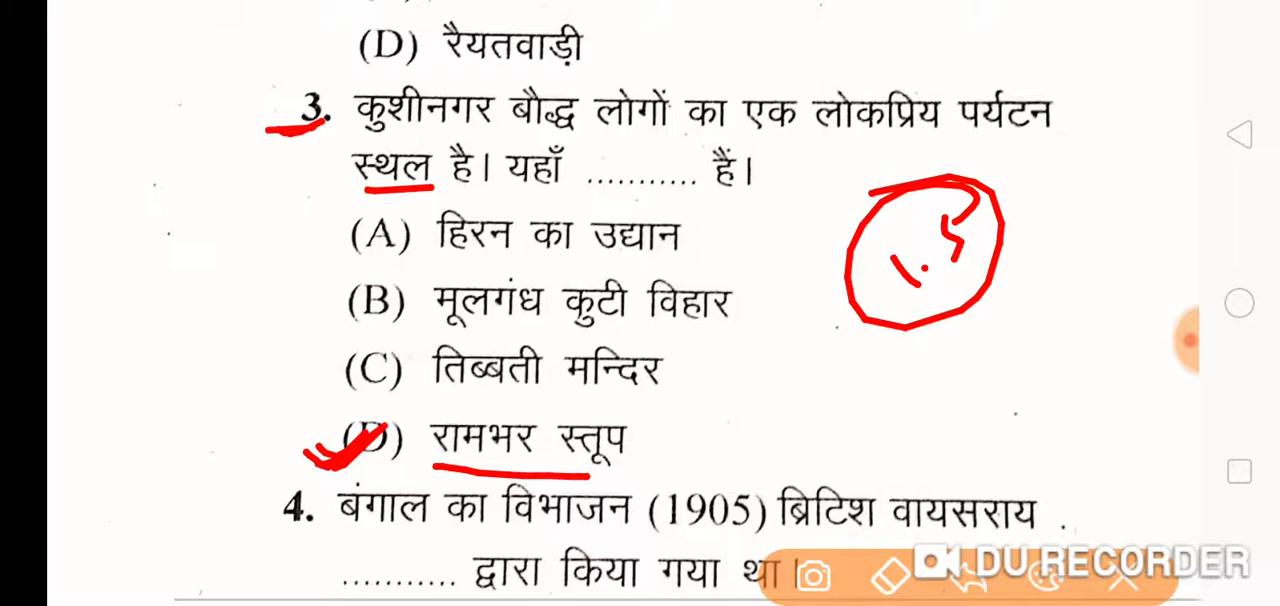 (D) रैयतवाड़ी
3. कुशीनगर बौद्ध लोगों का एक लोकप्रिय पर्यटन
स्थल है। यहाँ ........... हैं।
1.5
(A) हिरन का उद्यान
(B) मूलगंध कुटी विहार
(C) तिब्बती मन्दिर
(D) रामभर स्तूप
4. बंगाल का विभाजन (1905) ब्रिटिश वायसराय .
........... द्वारा किया गया था।
DU RECORDER